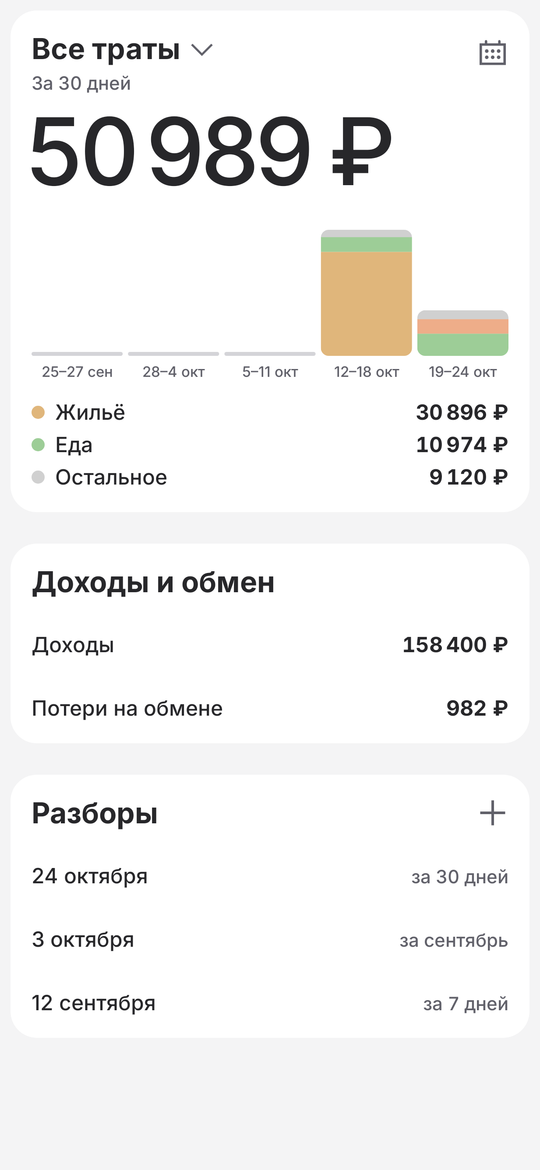 Все траты
За 30 дней
50 989 ₽
25–27 сен 28–4 окт 5–11 окт 12–18 окт 19–24 окт
Жильё 30 896 ₽
Еда 10 974 ₽
Остальное 9 120 ₽
Доходы и обмен
Доходы 158 400 ₽
Потери на обмене 982 ₽
Разборы
24 октября за 30 дней
3 октября за сентябрь
12 сентября за 7 дней